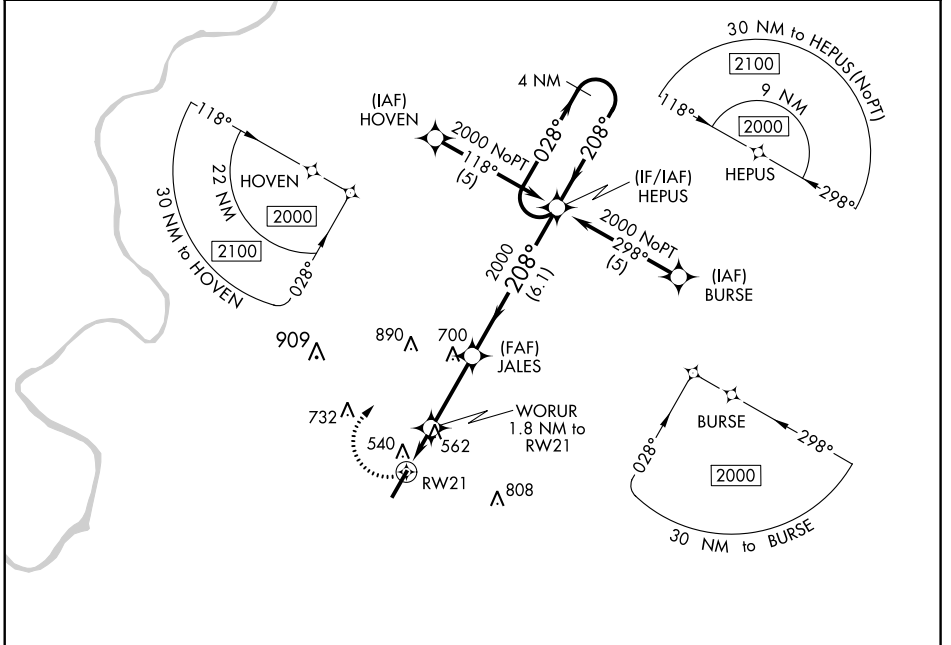 30 NM to HEPUS (NoPT)
2100
9 NM
118°
2000
HEPUS
298°
4 NM
(IAF)
HOVEN
2000 NoPT
118°
(5)
028°
208°
(IF/IAF)
HEPUS
2000 NoPT
298°
(5)
(IAF)
BURSE
118°
HOVEN
22 NM
2000
2100
30 NM to HOVEN
028°
2000
208°
(6.1)
909
890
700
(FAF)
JALES
732
WORUR
1.8 NM to
RW21
540
562
RW21
808
BURSE
028°
298°
2000
30 NM to BURSE